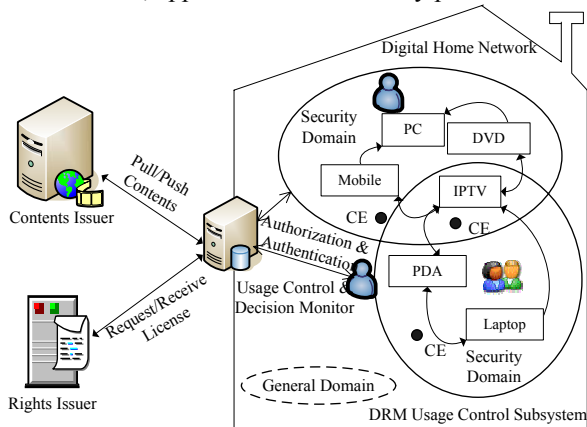 Digital Home Network
Security
Domain
PC
DVD
Mobile
IPTV
CE
CE
Pull/Push
Contents
Contents Issuer
Authorization &
Authentication
PDA
Usage Control &
Decision Monitor
Request/Receive
License
Laptop
CE
Security
Domain
General Domain
Rights Issuer
DRM Usage Control Subsystem